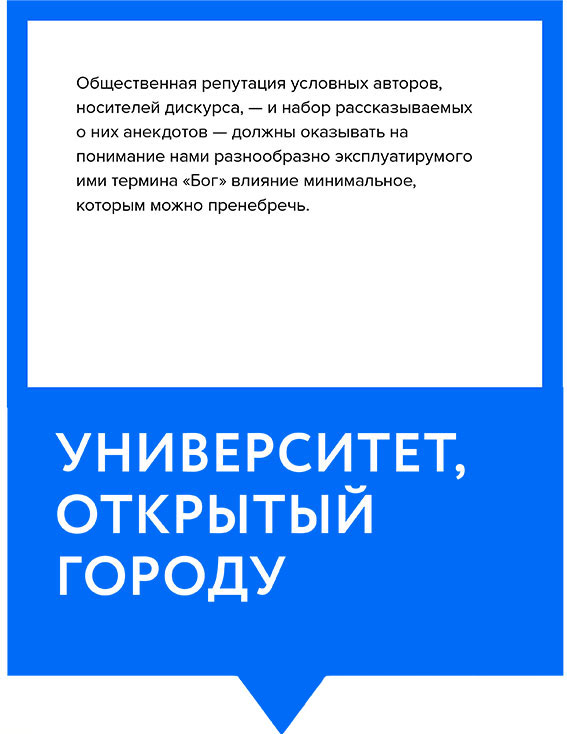 Общественная репутация условных авторов,
носителей дискурса, — и набор рассказываемых
о них анекдотов — должны оказывать на
понимание нами разнообразно эксплуатирумого
ими термина «Бог» влияние минимальное,
которым можно пренебречь.
УНИВЕРСИТЕТ,
ОТКРЫТЫЙ
ГОРОДУ